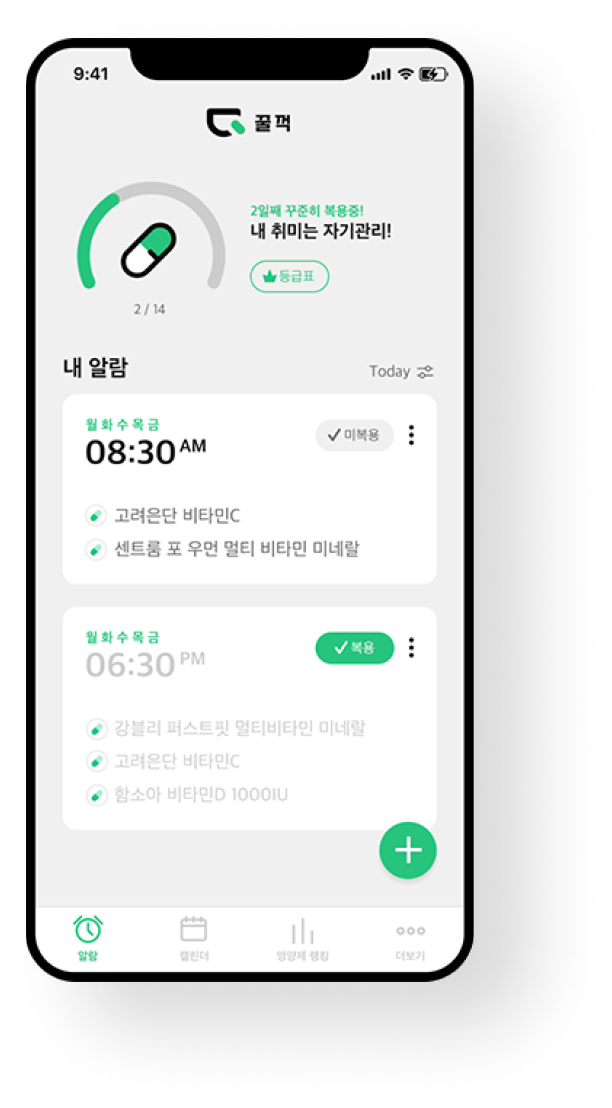 9:41
꿀꺽
2일째 꾸준히 복용중!
내 취미는 자기관리!
등급표
2 / 14
내 알람
Today
월 화 수 목 금
08:30 AM
미복용
고려은단 비타민C
센트룸 포 우먼 멀티 비타민 미네랄
월 화 수 목 금
06:30 PM
복용
강블리 퍼스트핏 멀티비타민 미네랄
고려은단 비타민C
함소아 비타민D 1000IU
알람
캘린더
영양제 랭킹
더보기